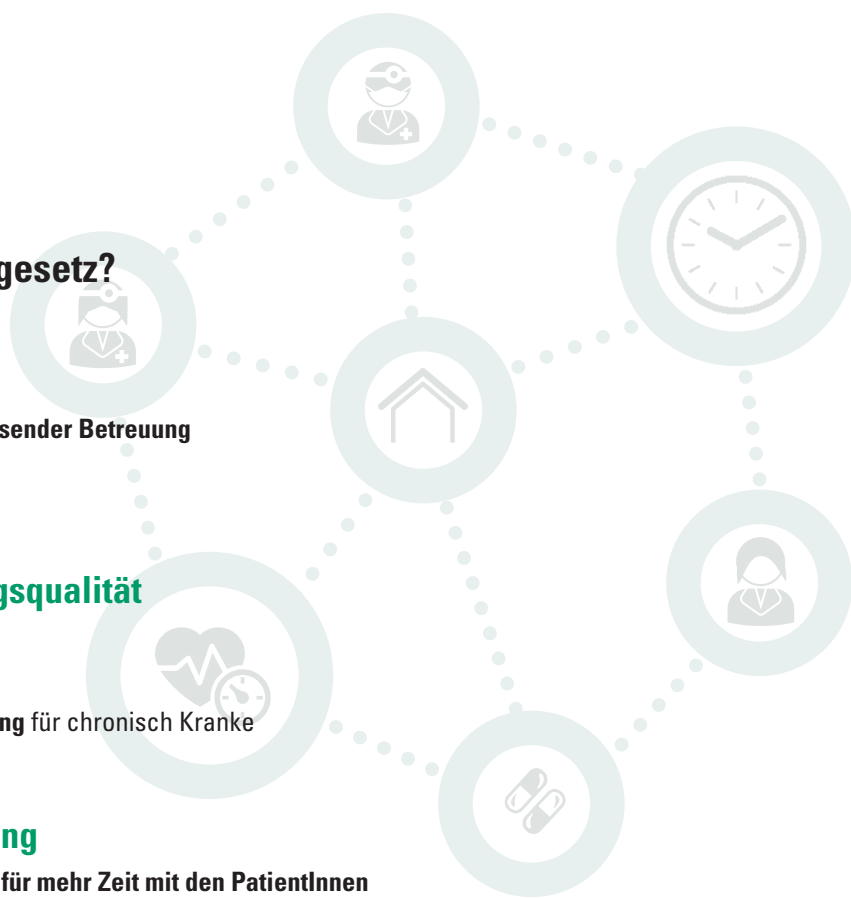 gesetz?
sender Betreuung
gsqualität
ng für chronisch Kranke
ng
für mehr Zeit mit den PatientInnen